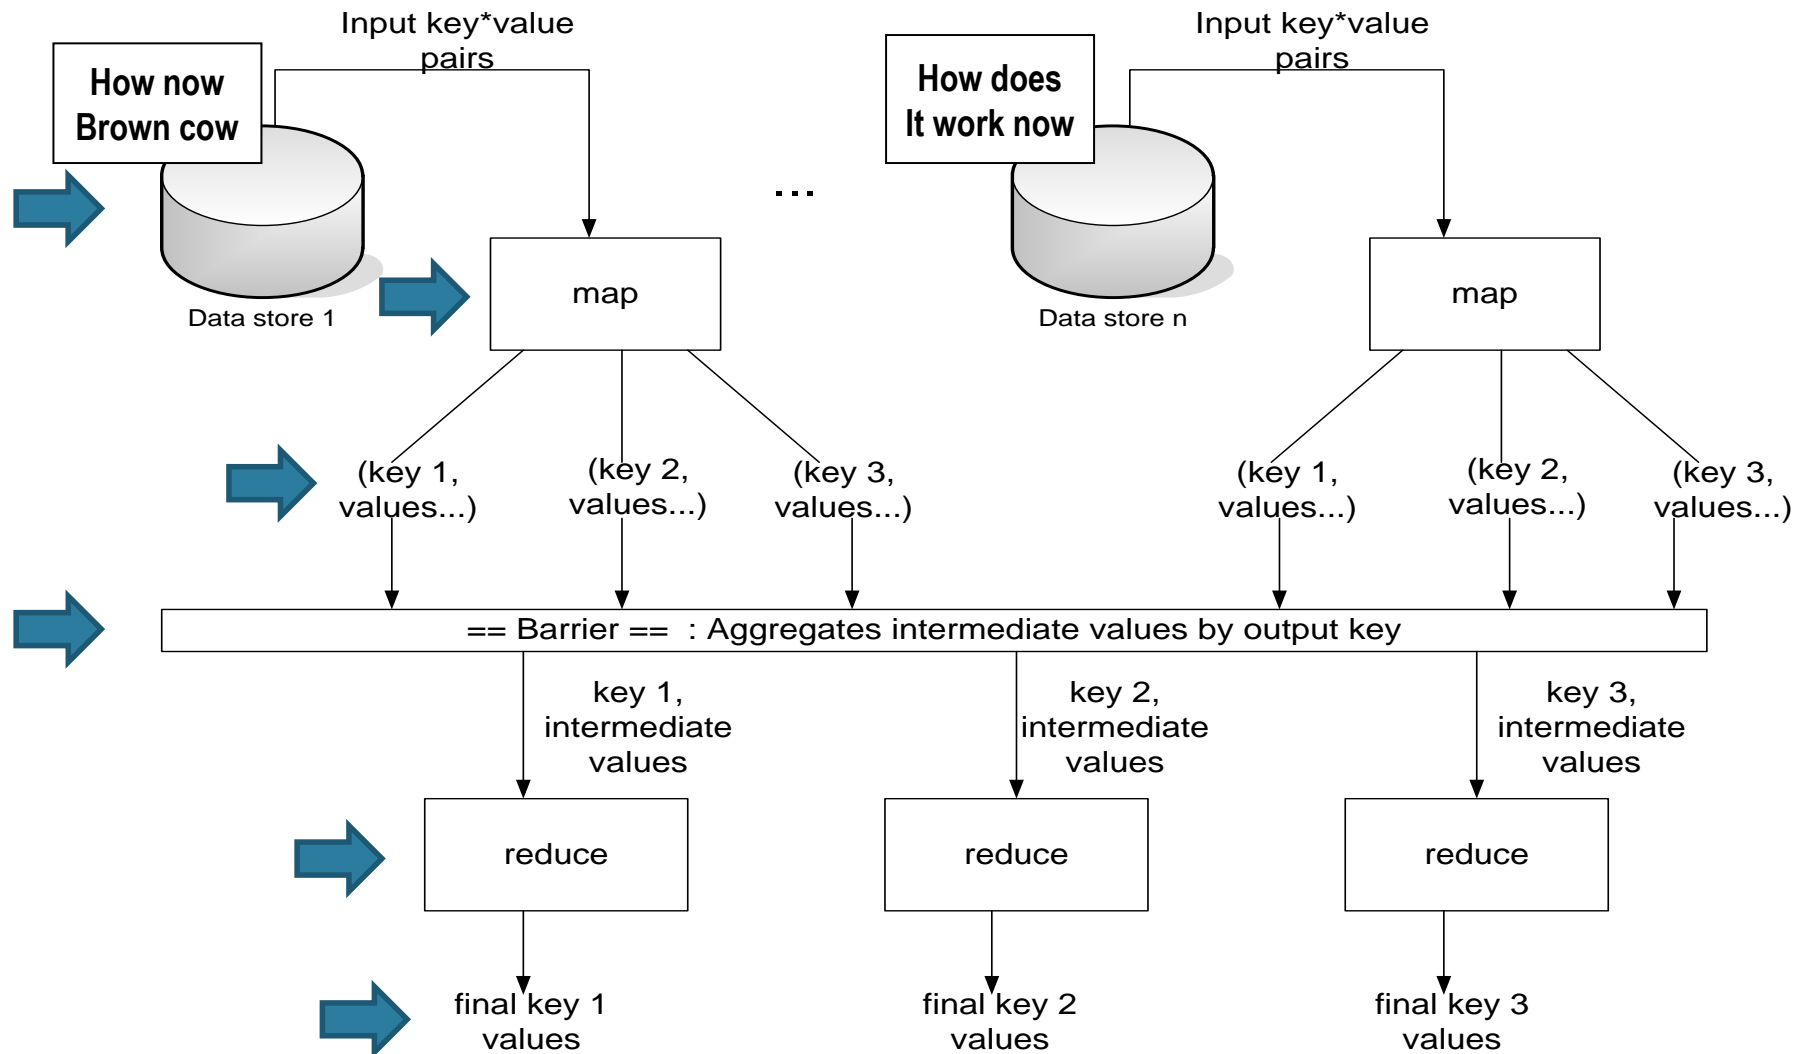 Input key*value
pairs
Input key*value
pairs
How now
Brown cow
How does
It work now
...
map
map
Data store 1
Data store n
(key 1,
values...)
(key 2,
values...)
(key 3,
values...)
(key 1,
values...)
(key 2,
values...)
(key 3,
values...)
== Barrier == : Aggregates intermediate values by output key
key 1,
intermediate
values
key 2,
intermediate
values
key 3,
intermediate
values
reduce
reduce
reduce
final key 1
values
final key 2
values
final key 3
values